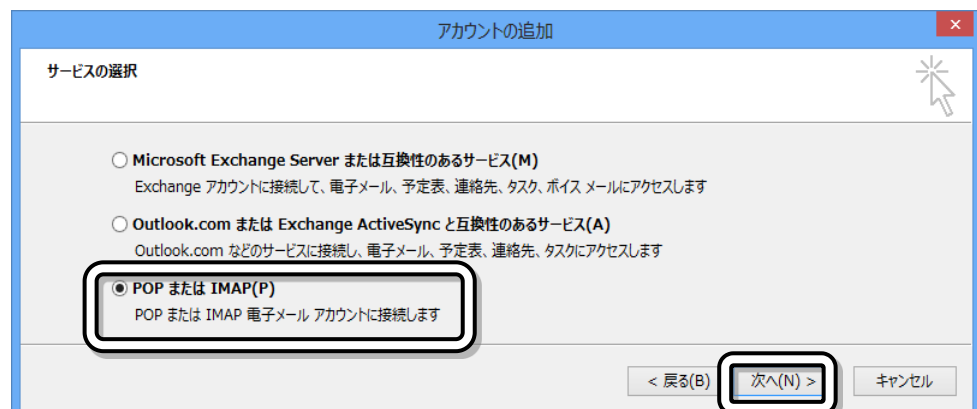 アカウントの追加
サービスの選択
Microsoft Exchange Server または互換性のあるサービス(M)
Exchange アカウントに接続して、電子メール、予定表、連絡先、タスク、ボイス メールにアクセスします
Outlook.com または Exchange ActiveSync と互換性のあるサービス(A)
Outlook.com などのサービスに接続し、電子メール、予定表、連絡先、タスクにアクセスします
POP または IMAP(P)
POP または IMAP 電子メール アカウントに接続します
< 戻る(B) 次へ(N) > キャンセル